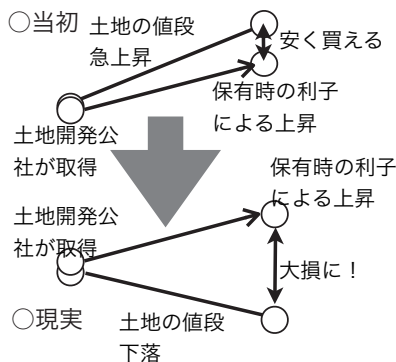 ○当初
土地の値段
急上昇
安く買える
保有時の利子
による上昇
土地開発公
社が取得
保有時の利子
による上昇
土地開発公
社が取得
大損に！
○現実
土地の値段
下落